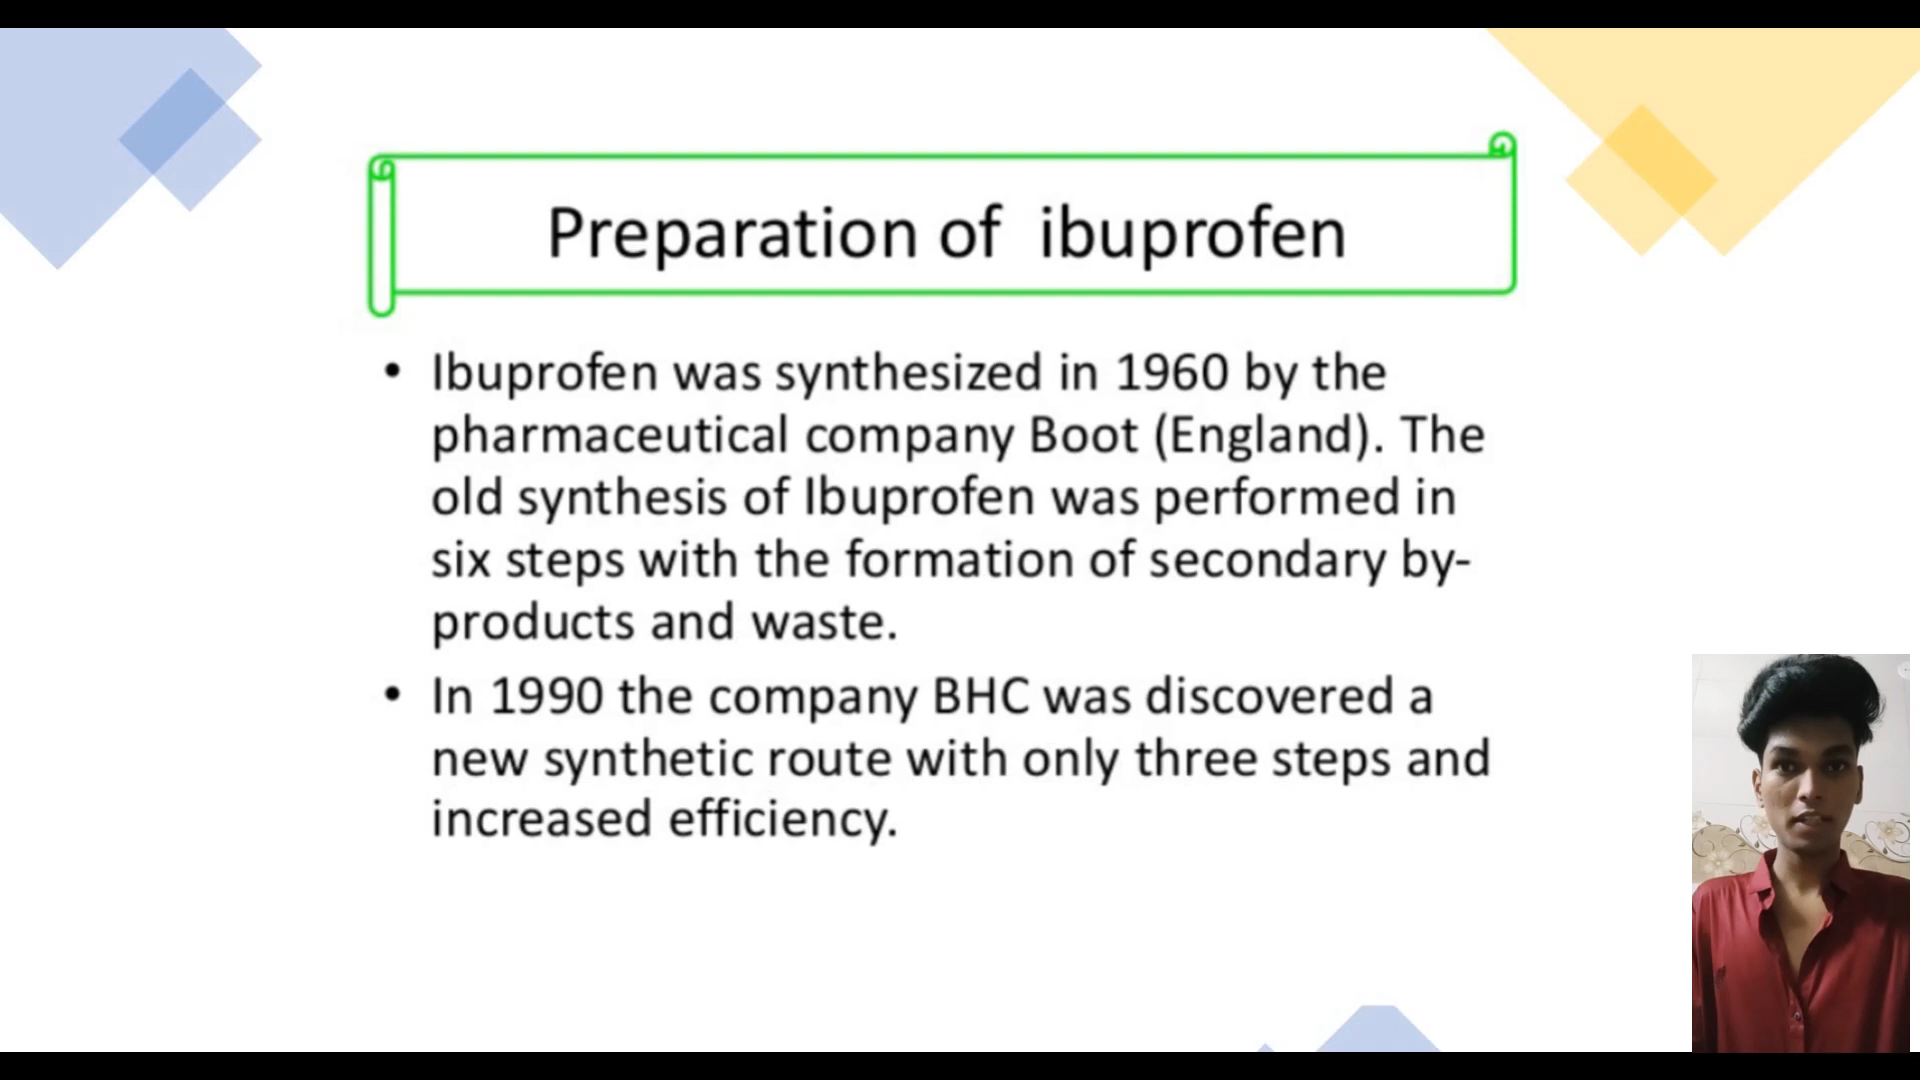 Preparation of ibuprofen
• Ibuprofen was synthesized in 1960 by the
pharmaceutical company Boot (England). The
old synthesis of Ibuprofen was performed in
six steps with the formation of secondary by-
products and waste.
• In 1990 the company BHC was discovered a
new synthetic route with only three steps and
increased efficiency.